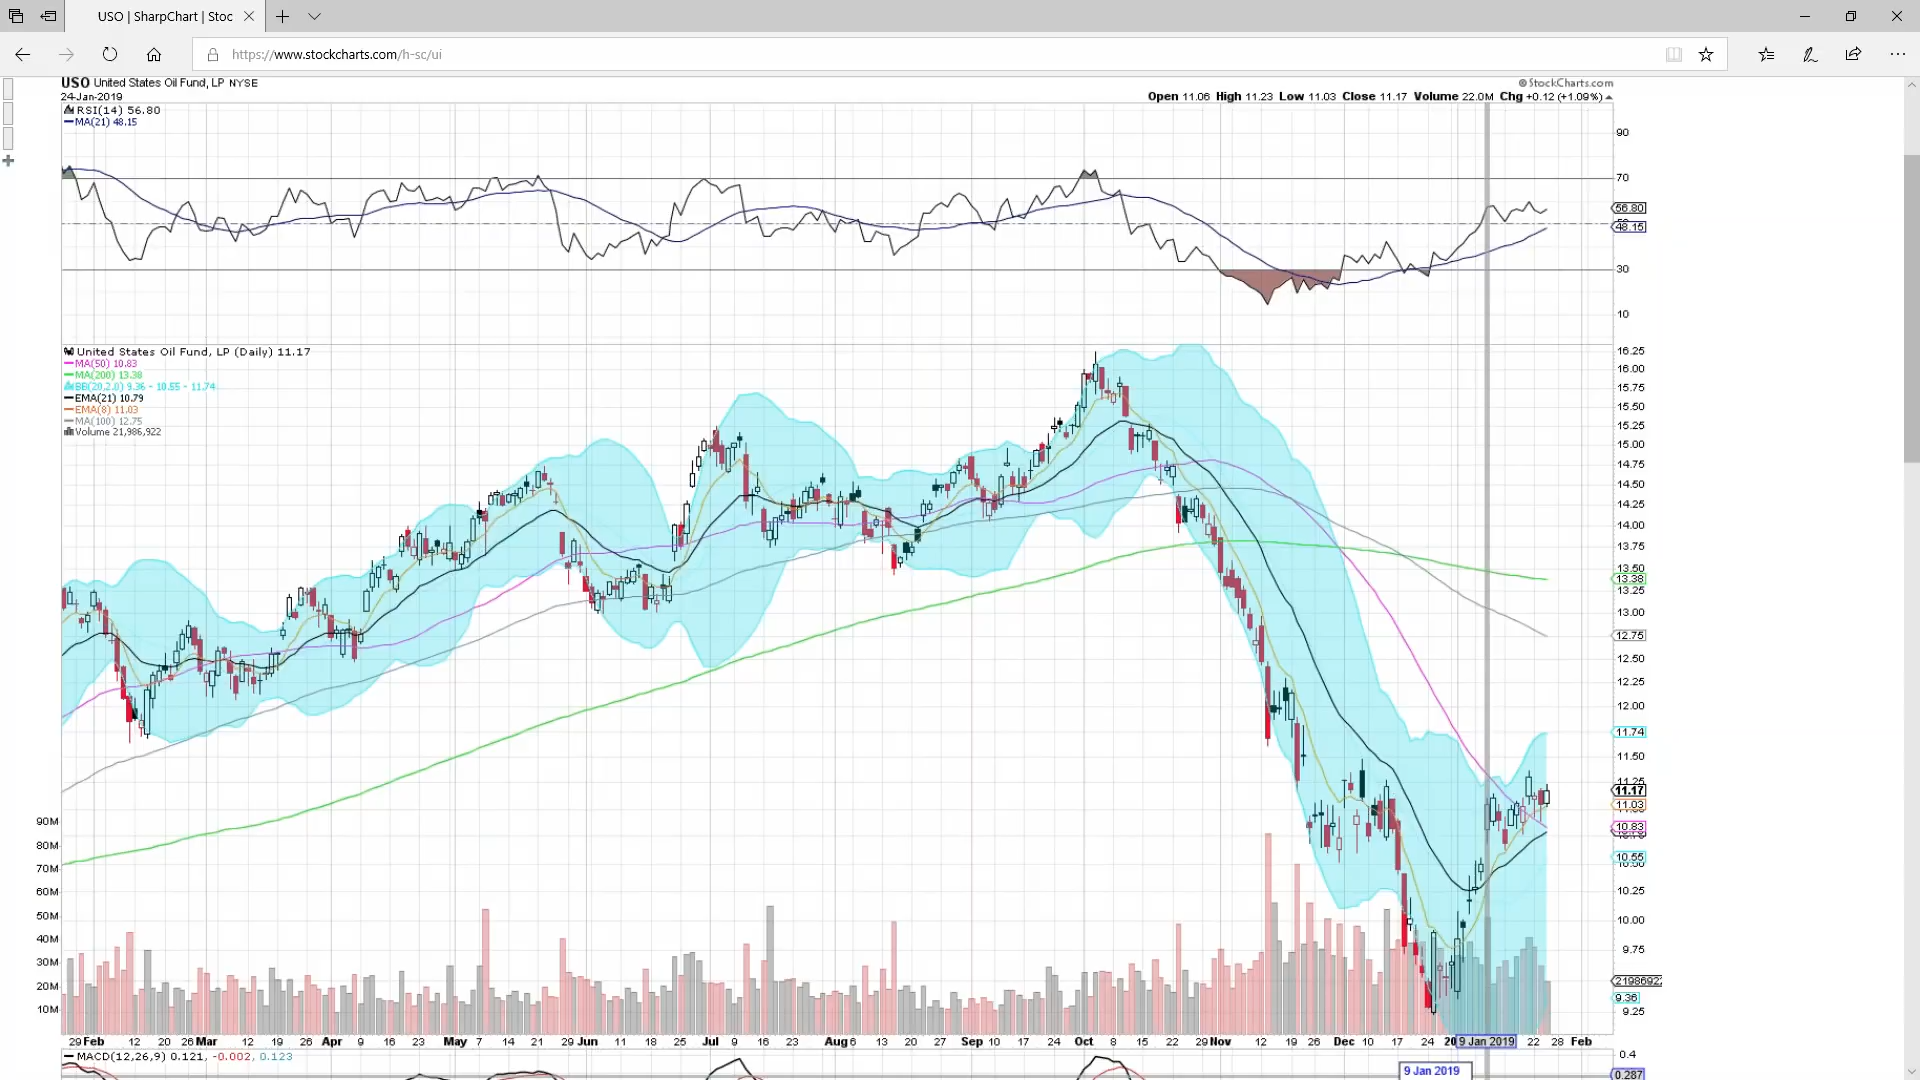 USO | SharpChart | Stoc
https://www.stockcharts.com/h-sc/ui
USO United States Oil Fund, LP NYSE
© StockCharts.com
24-Jan-2019
Open 11.06 High 11.23 Low 11.03 Close 11.17 Volume 22.0M Chg +0.12 (+1.09%)
RSI(14) 56.80
MA(21) 48.15
90
70
56.80
48.15
30
10
United States Oil Fund, LP (Daily) 11.17
MA(50) 10.83
MA(200) 13.38
BB(20,2.0) 9.36 - 10.55 - 11.74
EMA(21) 10.79
EMA(8) 11.03
MA(100) 12.75
Volume 21,986,922
16.25
16.00
15.75
15.50
15.25
15.00
14.75
14.50
14.25
14.00
13.75
13.50
13.38
13.25
13.00
12.75
12.50
12.25
12.00
11.74
11.50
11.25
11.17
11.03
10.83
10.55
10.25
10.00
9.75
21986922
9.36
9.25
90M
80M
70M
60M
50M
40M
30M
20M
10M
29 Feb 12 20 26 Mar 12 19 26 Apr 9 16 23 May 7 14 21 29 Jun 11 18 25 Jul 9 16 23 Aug 6 13 20 27 Sep 10 17 24 Oct 8 15 22 29 Nov 12 19 26 Dec 10 17 24 20 9 Jan 2019 22 28 Feb
MACD(12,26,9) 0.121, -0.002, 0.123
0.4
9 Jan 2019
0.287